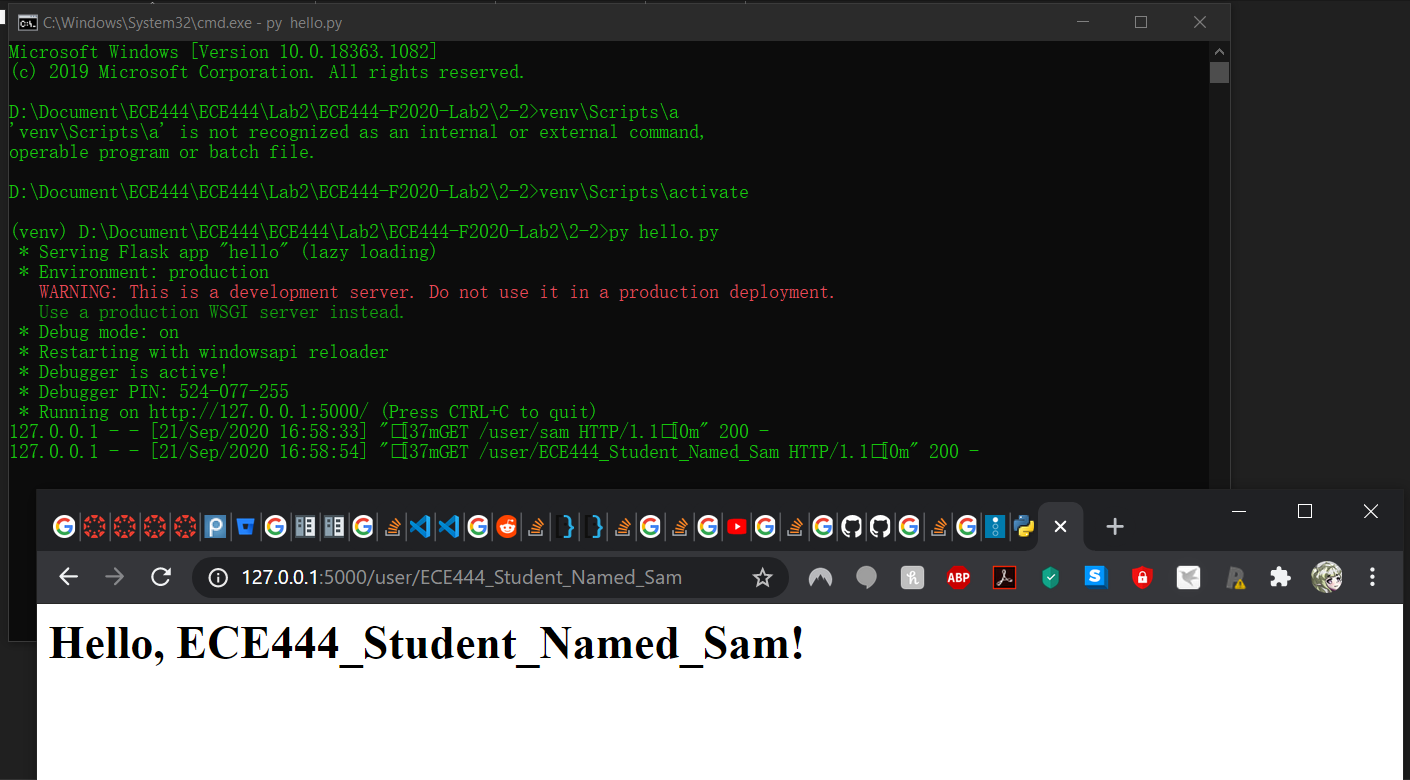 C:\Windows\System32\cmd.exe - py  hello.py
Microsoft Windows [Version 10.0.18363.1082]
(c) 2019 Microsoft Corporation. All rights reserved.
D:\Document\ECE444\ECE444\Lab2\ECE444-F2020-Lab2\2-2>venv\Scripts\a
'venv\Scripts\a' is not recognized as an internal or external command,
operable program or batch file.
D:\Document\ECE444\ECE444\Lab2\ECE444-F2020-Lab2\2-2>venv\Scripts\activate
(venv) D:\Document\ECE444\ECE444\Lab2\ECE444-F2020-Lab2\2-2>py hello.py
* Serving Flask app "hello" (lazy loading)
* Environment: production
WARNING: This is a development server. Do not use it in a production deployment.
Use a production WSGI server instead.
* Debug mode: on
* Restarting with windowsapi reloader
* Debugger is active!
* Debugger PIN: 524-077-255
* Running on http://127.0.0.1:5000/ (Press CTRL+C to quit)
127.0.0.1 - - [21/Sep/2020 16:58:33] "□[37mGET /user/sam HTTP/1.1□[0m" 200 -
127.0.0.1 - - [21/Sep/2020 16:58:54] "□[37mGET /user/ECE444_Student_Named_Sam HTTP/1.1□[0m" 200 -
127.0.0.1:5000/user/ECE444_Student_Named_Sam
ABP
Hello, ECE444_Student_Named_Sam!